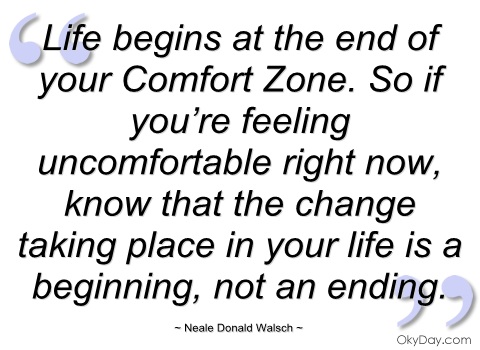 Life begins at the end of
your Comfort Zone. So if
you’re feeling
uncomfortable right now,
know that the change
taking place in your life is a
beginning, not an ending.
~ Neale Donald Walsch ~
OkyDay.com